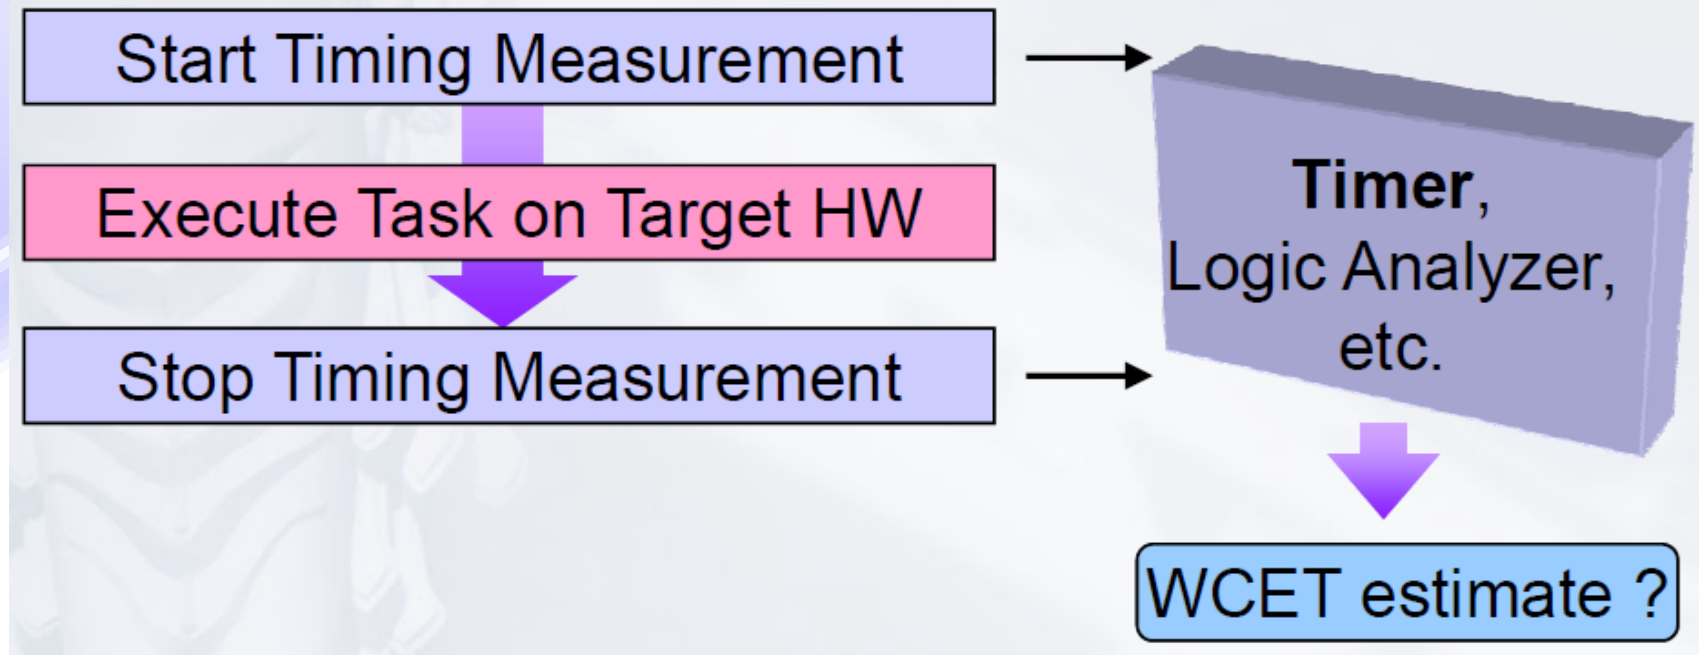 Start Timing Measurement
Execute Task on Target HW
Stop Timing Measurement
Timer,
Logic Analyzer,
etc.
WCET estimate ?